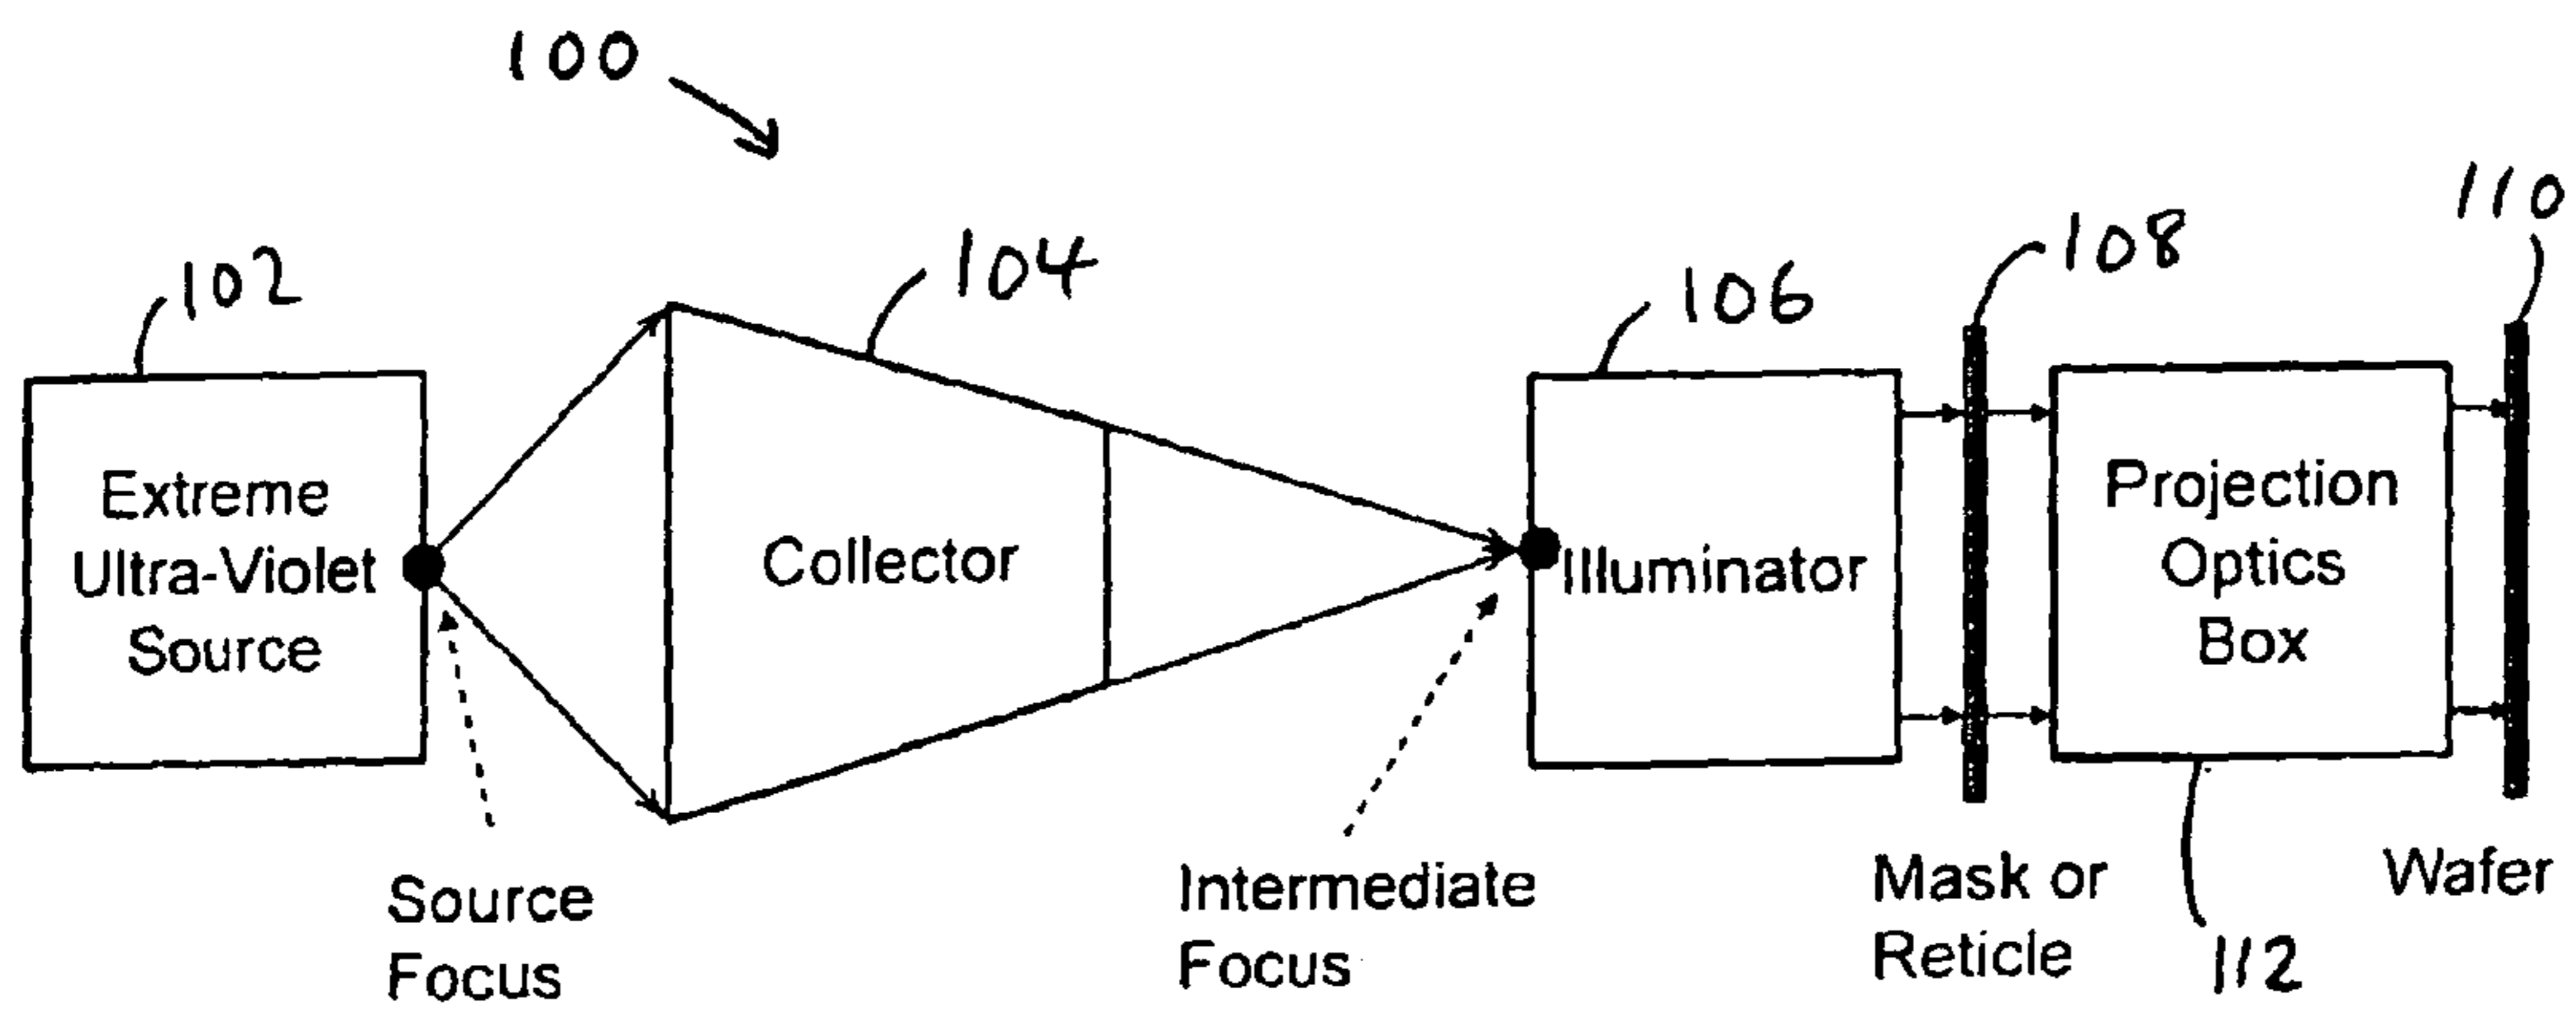 100
102
104
106
108
110
Extreme
Ultra-Violet
Source
Collector
Illuminator
Projection
Optics
Box
Source
Focus
Intermediate
Focus
Mask or
Reticle
112
Wafer